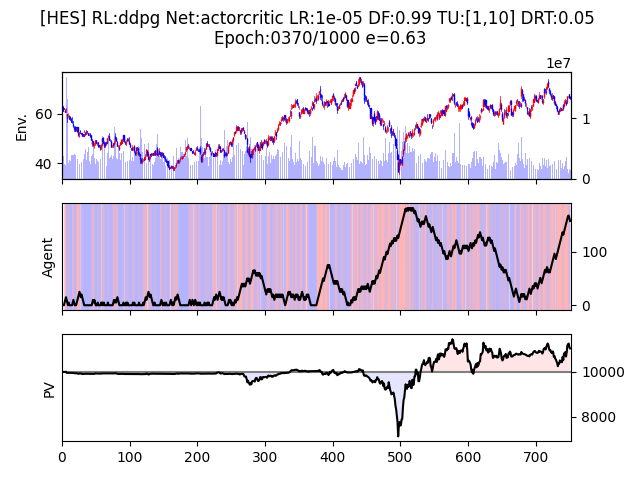 [HES] RL:ddpg Net:actorcritic LR:1e-05 DF:0.99 TU:[1,10] DRT:0.05
Epoch:0370/1000 e=0.63
1e7
Env.
60
40
1
0
Agent
100
0
PV
10000
8000
0 100 200 300 400 500 600 700